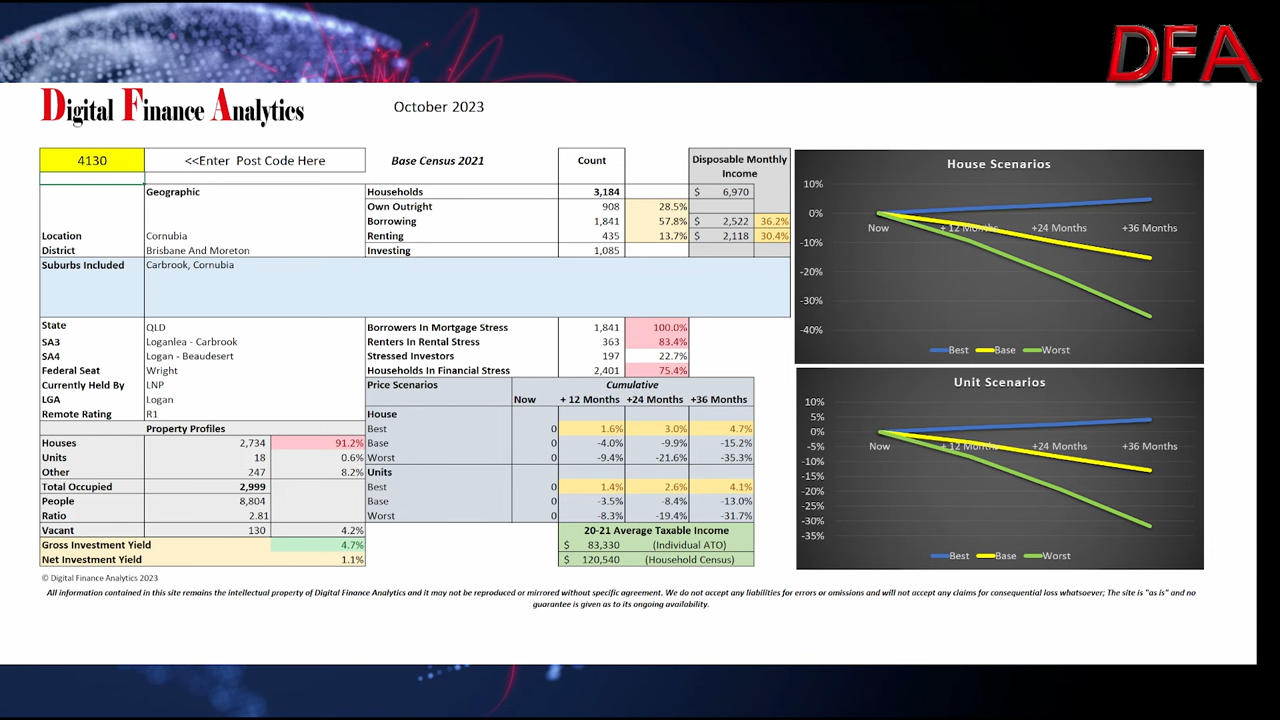 DFA
Digital Finance Analytics October 2023
4130 <<Enter Post Code Here Base Census 2021 Count Disposable Monthly Income
Geographic Households 3,184 $ 6,970
Own Outright 908 28.5%
Borrowing 1,841 57.8% $ 2,522 36.2%
Location Cornubia Renting 435 13.7% $ 2,118 30.4%
District Brisbane And Moreton Investing 1,085
Suburbs Included Carbrook, Cornubia
State QLD Borrowers In Mortgage Stress 1,841 100.0%
SA3 Loganlea - Carbrook Renters In Rental Stress 363 83.4%
SA4 Logan - Beaudesert Stressed Investors 197 22.7%
Federal Seat Wright Households In Financial Stress 2,401 75.4%
Currently Held By LNP Price Scenarios Cumulative
LGA Logan Now + 12 Months +24 Months +36 Months
Remote Rating R1 House
Property Profiles Best 0 1.6% 3.0% 4.7%
Houses 2,734 91.2% Base 0 -4.0% -9.9% -15.2%
Units 18 0.6% Worst 0 -9.4% -21.6% -35.3%
Other 247 8.2% Units
Total Occupied 2,999 Best 0 1.4% 2.6% 4.1%
People 8,804 Base 0 -3.5% -8.4% -13.0%
Ratio 2.81 Worst 0 -8.3% -19.4% -31.7%
Vacant 130 4.2% 20-21 Average Taxable Income
Gross Investment Yield 4.7% $ 83,330 (Individual ATO)
Net Investment Yield 1.1% $ 120,540 (Household Census)
House Scenarios
10%
0%
Now + 12 Months +24 Months +36 Months
-10%
-20%
-30%
-40%
Best Base Worst
Unit Scenarios
10%
5%
0%
Now + 12 Months +24 Months +36 Months
-5%
-10%
-15%
-20%
-25%
-30%
-35%
Best Base Worst
© Digital Finance Analytics 2023
All information contained in this site remains the intellectual property of Digital Finance Analytics and it may not be reproduced or mirrored without specific agreement. We do not accept any liabilities for errors or omissions and will not accept any claims for consequential loss whatsoever; The site is "as is" and no
guarantee is given as to its ongoing availability.